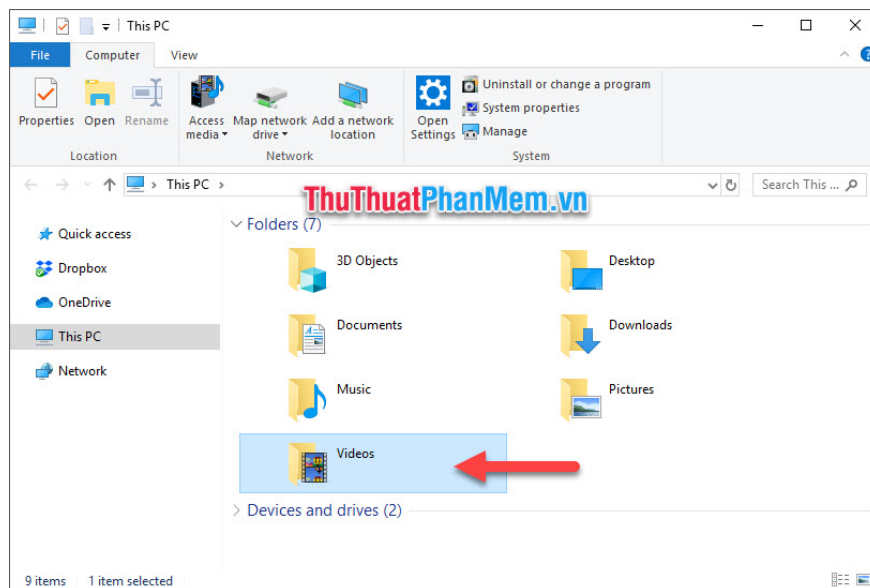 This PC
File Computer View
Properties Open Rename
Access media Map network drive Add a network location
Open Settings
Uninstall or change a program
System properties
Manage
Location Network System
This PC
Search This ...
ThuThuatPhanMem.vn
Quick access
Dropbox
OneDrive
This PC
Network
Folders (7)
3D Objects Desktop
Documents Downloads
Music Pictures
Videos
Devices and drives (2)
9 items 1 item selected